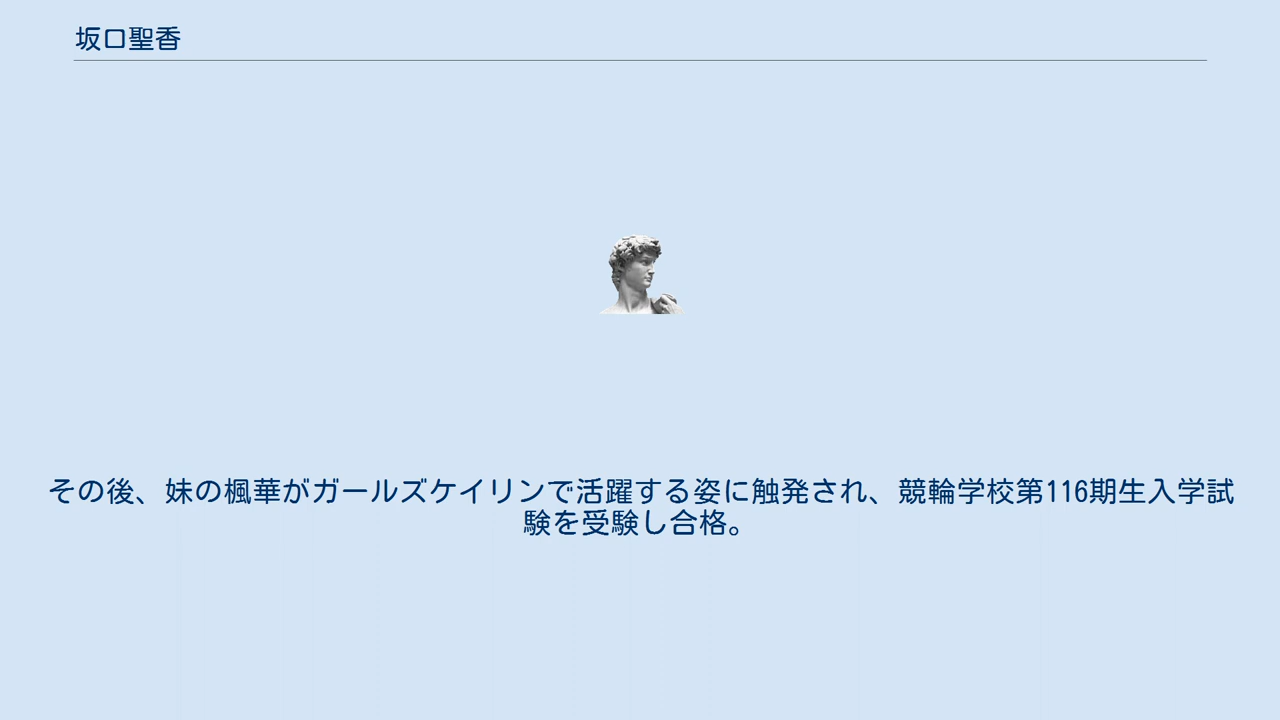 坂口聖香
その後、妹の楓華がガールズケイリンで活躍する姿に触発され、競輪学校第116期生入学試
験を受験し合格。